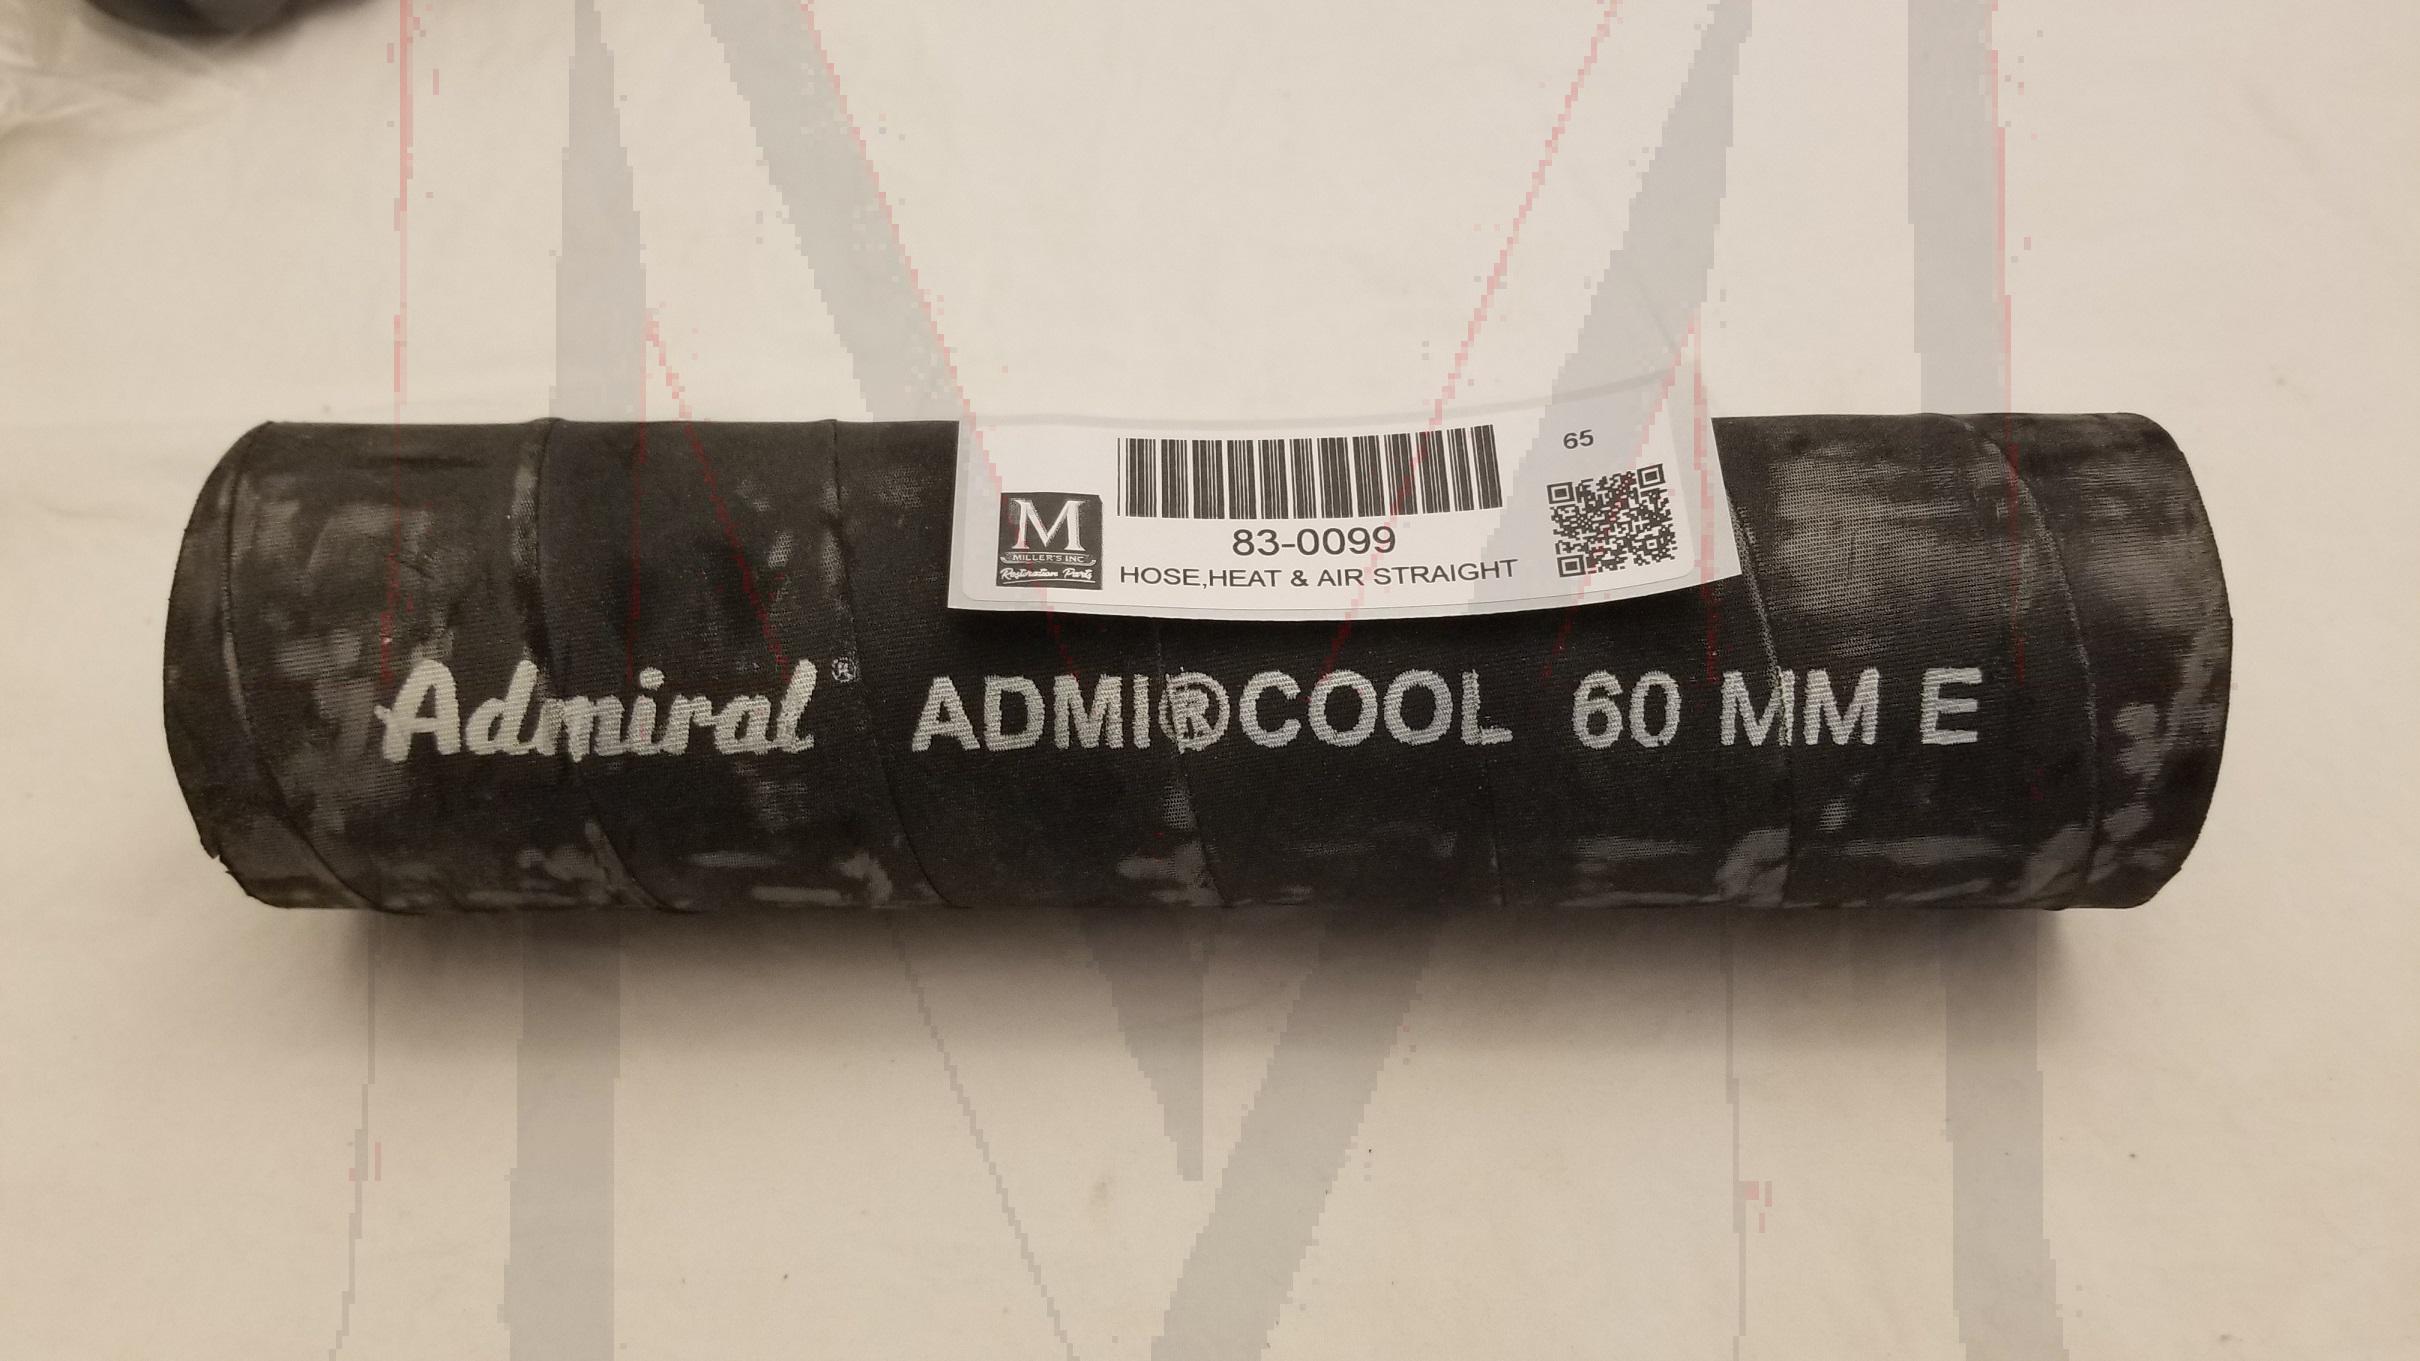 65
M
MILLER'S INC
Restoration Parts
83-0099
HOSE,HEAT & AIR STRAIGHT
Admiral® ADMI®COOL 60 MM E